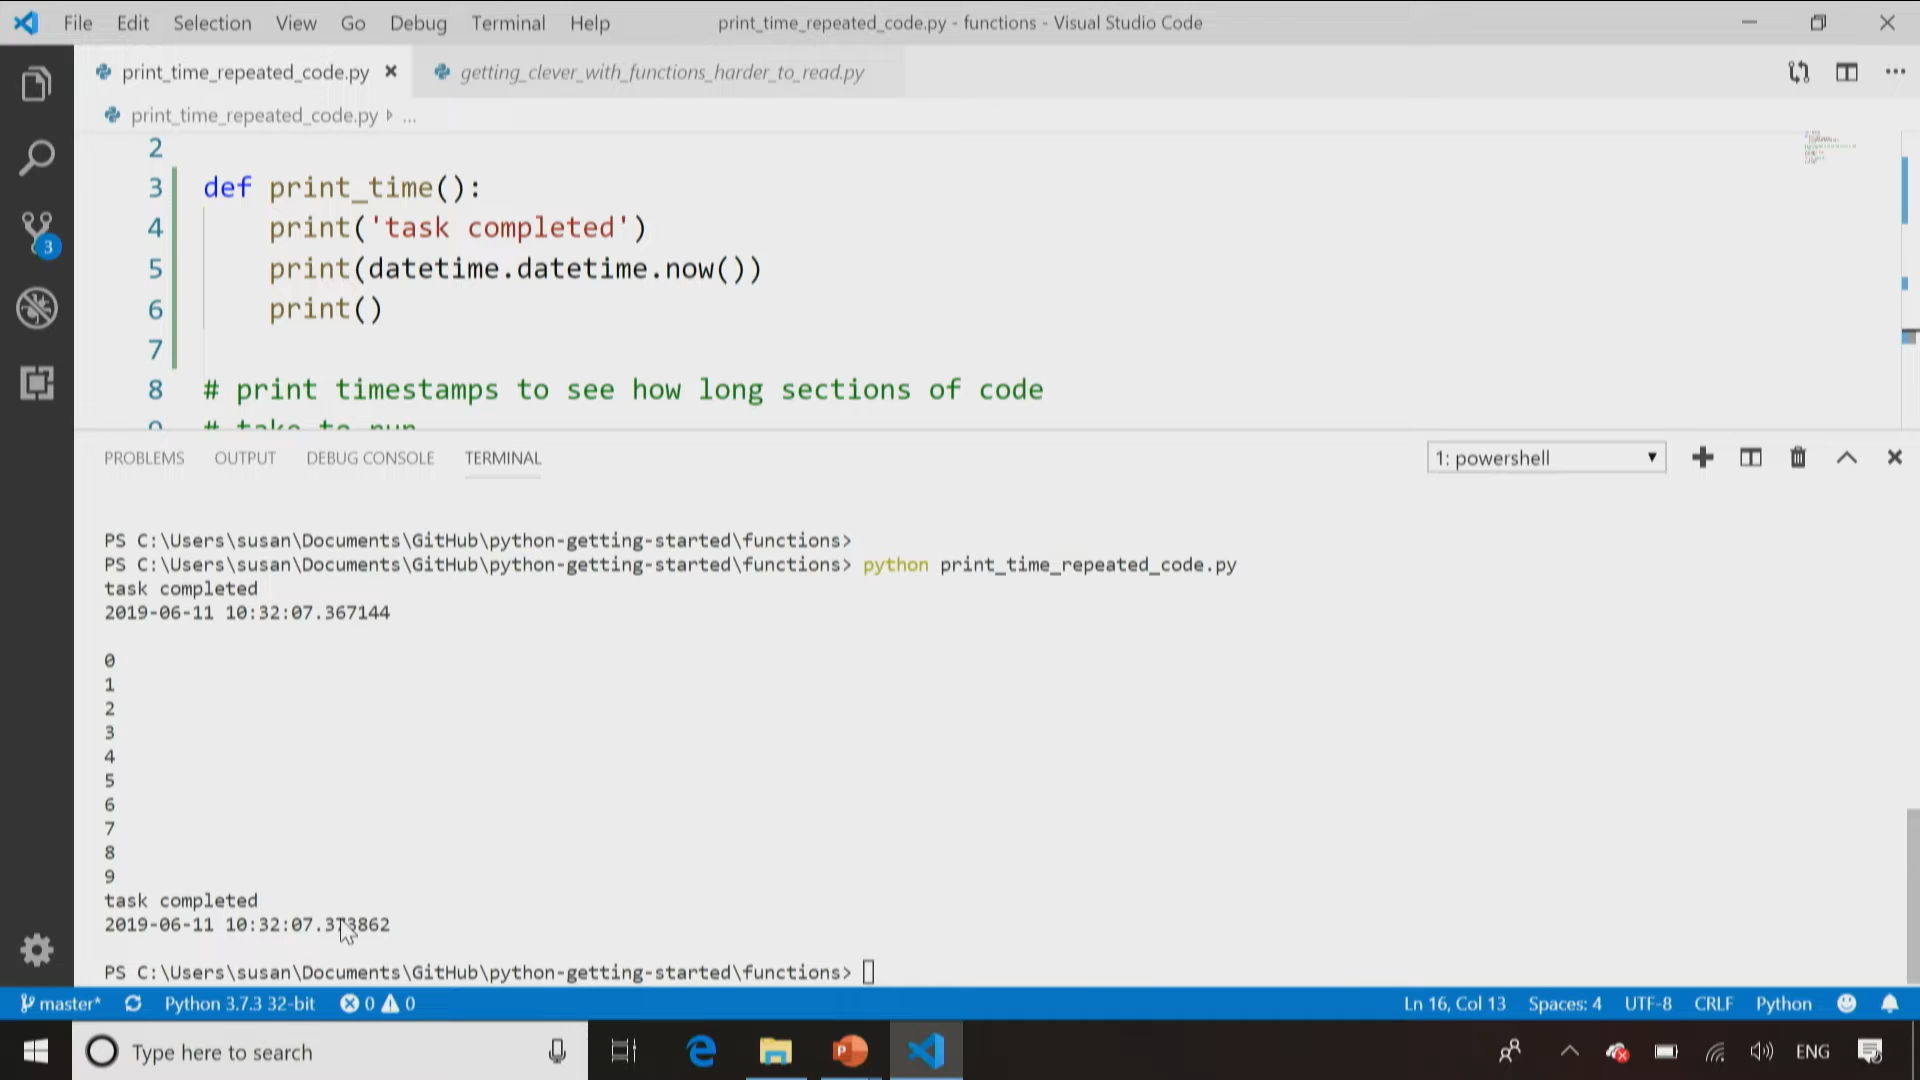 File Edit Selection View Go Debug Terminal Help print_time_repeated_code.py - functions - Visual Studio Code
print_time_repeated_code.py getting_clever_with_functions_harder_to_read.py
print_time_repeated_code.py ...
2
3 def print_time():
4 print('task completed')
5 print(datetime.datetime.now())
6 print()
7
8 # print timestamps to see how long sections of code
9 # take to run
PROBLEMS OUTPUT DEBUG CONSOLE TERMINAL 1: powershell
PS C:\Users\susan\Documents\GitHub\python-getting-started\functions>
PS C:\Users\susan\Documents\GitHub\python-getting-started\functions> python print_time_repeated_code.py
task completed
2019-06-11 10:32:07.367144
0
1
2
3
4
5
6
7
8
9
task completed
2019-06-11 10:32:07.373862
PS C:\Users\susan\Documents\GitHub\python-getting-started\functions>
3
master* Python 3.7.3 32-bit 0 0 Ln 16, Col 13 Spaces: 4 UTF-8 CRLF Python
Type here to search ENG